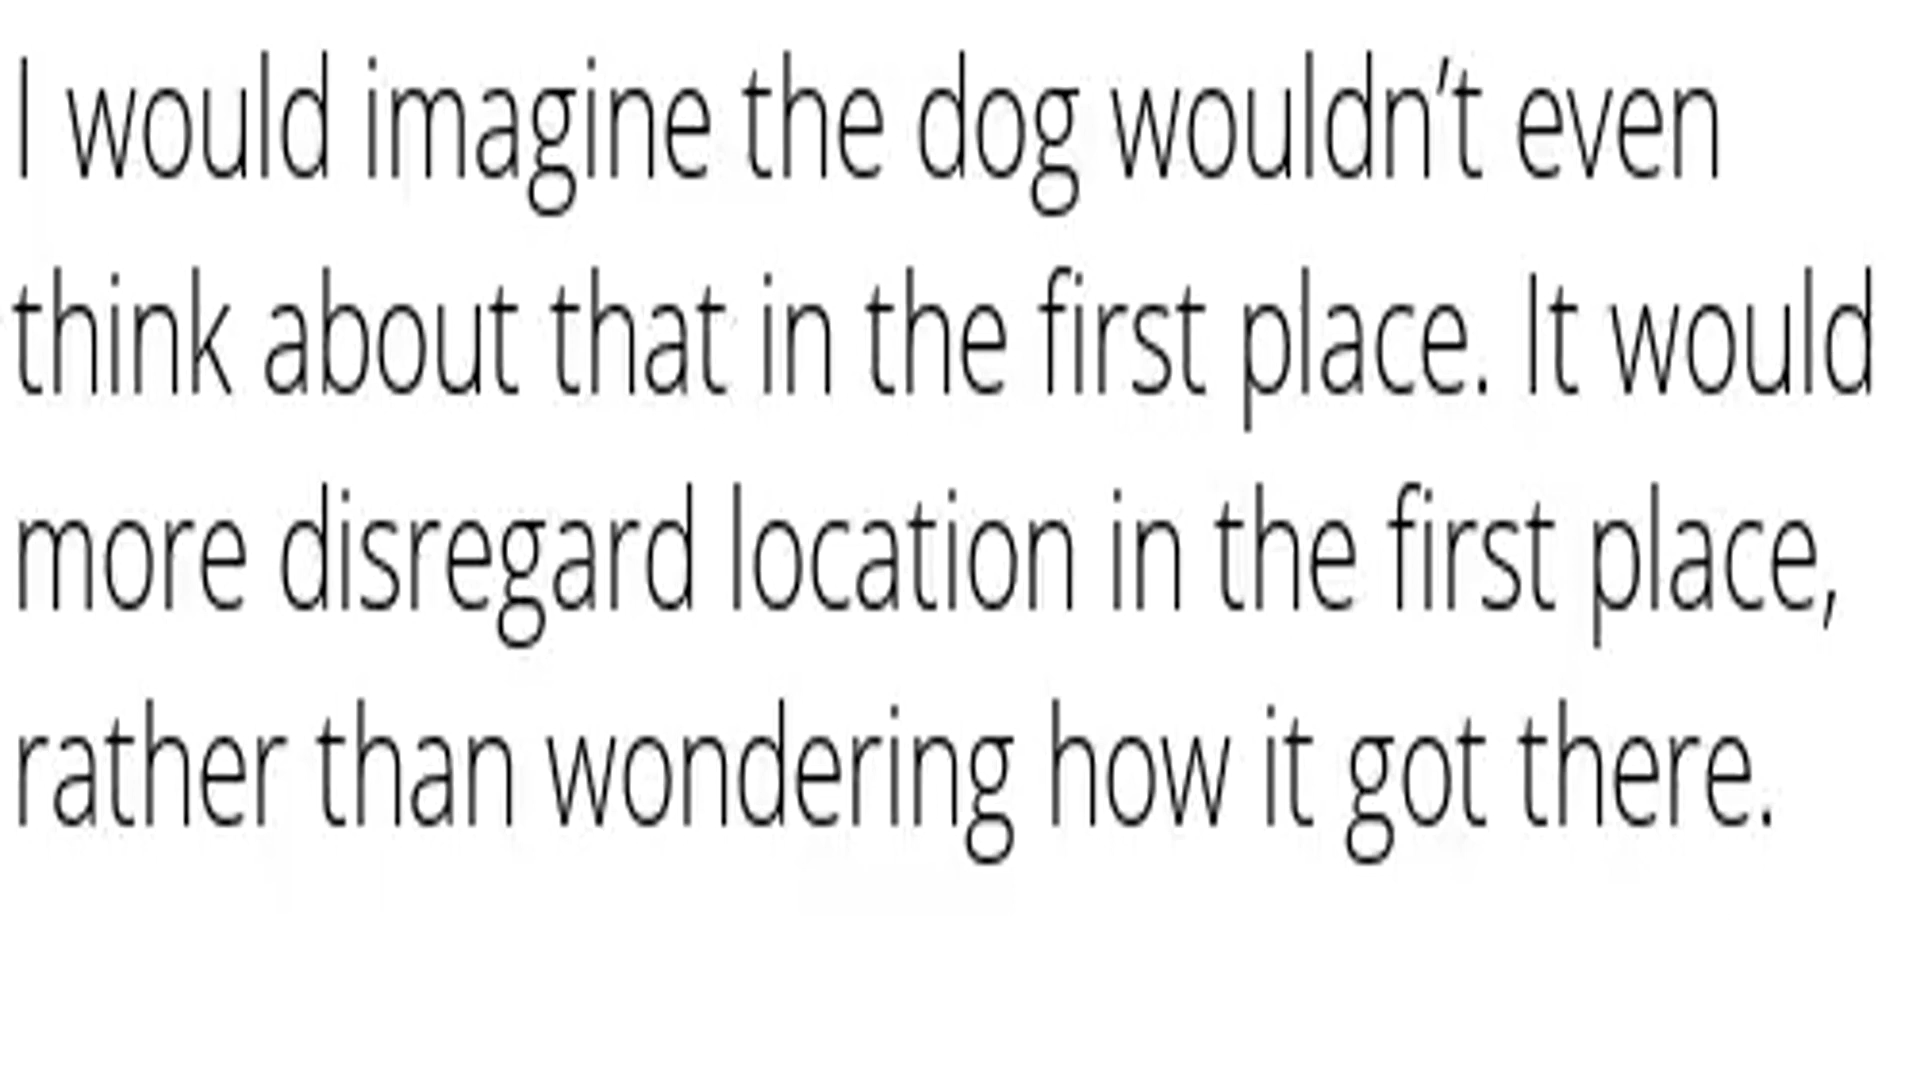 I would imagine the dog wouldn’t even
think about that in the first place. It would
more disregard location in the first place,
rather than wondering how it got there.